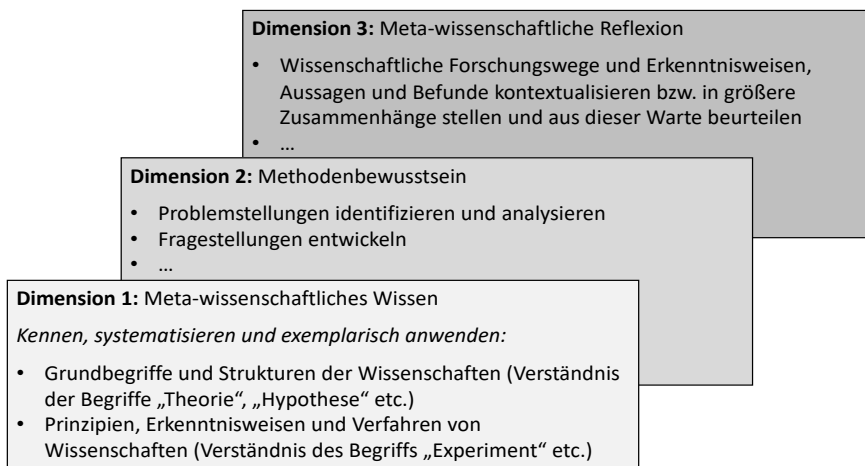 Dimension 3: Meta-wissenschaftliche Reflexion
• Wissenschaftliche Forschungswege und Erkenntnisweisen,
Aussagen und Befunde kontextualisieren bzw. in größere
Zusammenhänge stellen und aus dieser Warte beurteilen
• ...
Dimension 2: Methodenbewusstsein
• Problemstellungen identifizieren und analysieren
• Fragestellungen entwickeln
• ...
Dimension 1: Meta-wissenschaftliches Wissen
Kennen, systematisieren und exemplarisch anwenden:
• Grundbegriffe und Strukturen der Wissenschaften (Verständnis
der Begriffe „Theorie“, „Hypothese“ etc.)
• Prinzipien, Erkenntnisweisen und Verfahren von
Wissenschaften (Verständnis des Begriffs „Experiment“ etc.)